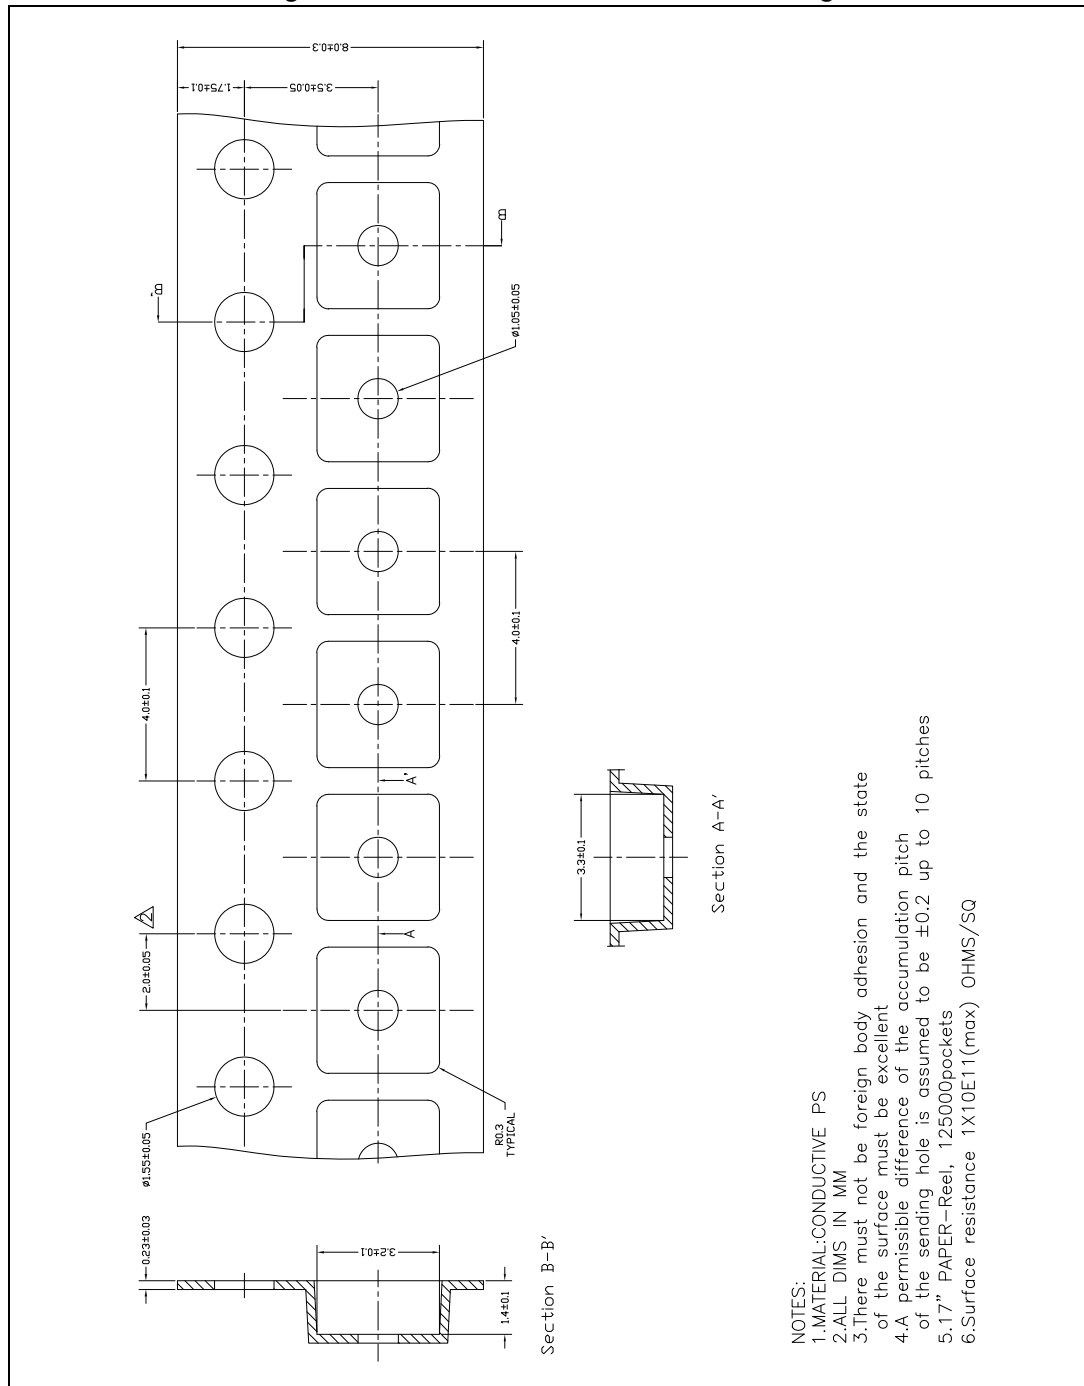 8.0±0.3
1.75±0.1
3.5±0.05
B
B'
ø1.05±0.05
4.0±0.1
4.0±0.1
A'
A
2
2.0±0.05
ø1.55±0.05
R0.3
TYPICAL
3.3±0.1
Section A-A'
0.23±0.03
3.2±0.1
1.4±0.1
Section B-B'
NOTES:
1.MATERIAL:CONDUCTIVE PS
2.ALL DIMS IN MM
3.There must not be foreign body adhesion and the state
of the surface must be excellent
4.A permissible difference of the accumulation pitch
of the sending hole is assumed to be ±0.2 up to 10 pitches
5.17" PAPER-Reel, 125000pockets
6.Surface resistance 1X10E11(max) OHMS/SQ